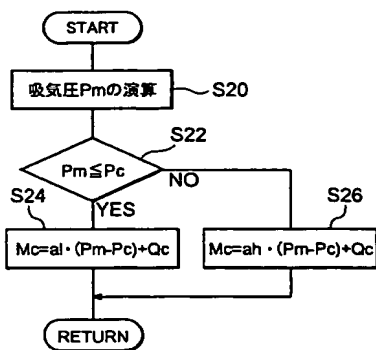 START
吸気圧Pmの演算
S20
S22
Pm≦Pc
NO
S24
YES
S26
Mc=al・(Pm-Pc)+Qc
Mc=ah・(Pm-Pc)+Qc
RETURN